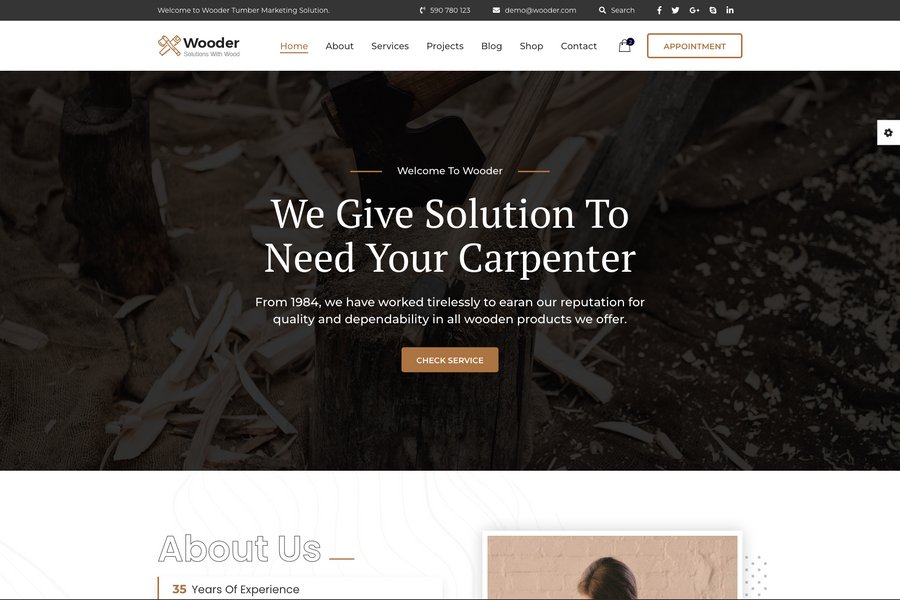 Welcome to Wooder Tumber Marketing Solution.
590 780 123
demo@wooder.com
Search
Wooder
Solutions With Wood
Home
About
Services
Projects
Blog
Shop
Contact
APPOINTMENT
Welcome To Wooder
We Give Solution To
Need Your Carpenter
From 1984, we have worked tirelessly to earan our reputation for
quality and dependability in all wooden products we offer.
CHECK SERVICE
About Us
35 Years Of Experience